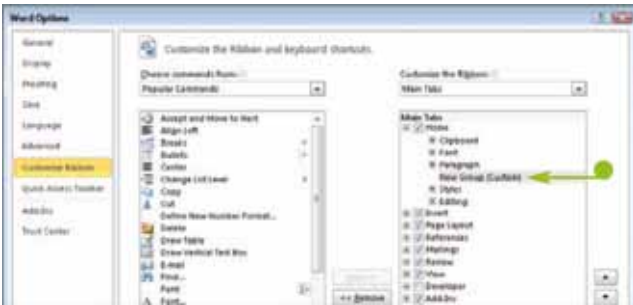 Word Options
General
Display
Proofing
Save
Language
Advanced
Customize Ribbon
Quick Access Toolbar
Add-Ins
Trust Center
Customize the Ribbon and keyboard shortcuts.
Choose commands from:
Popular Commands
Accept and Move to Next
Align Left
Breaks
Bullets
Center
Change List Level
Copy
Cut
Define New Number Format...
Delete
Draw Table
Draw Vertical Text Box
E-mail
Find...
Font
Font...
<< Remove
Customize the Ribbon:
Main Tabs
Main Tabs
Home
Clipboard
Font
Paragraph
New Group (Custom)
Styles
Editing
Insert
Page Layout
References
Mailings
Review
View
Developer
Add-Ins